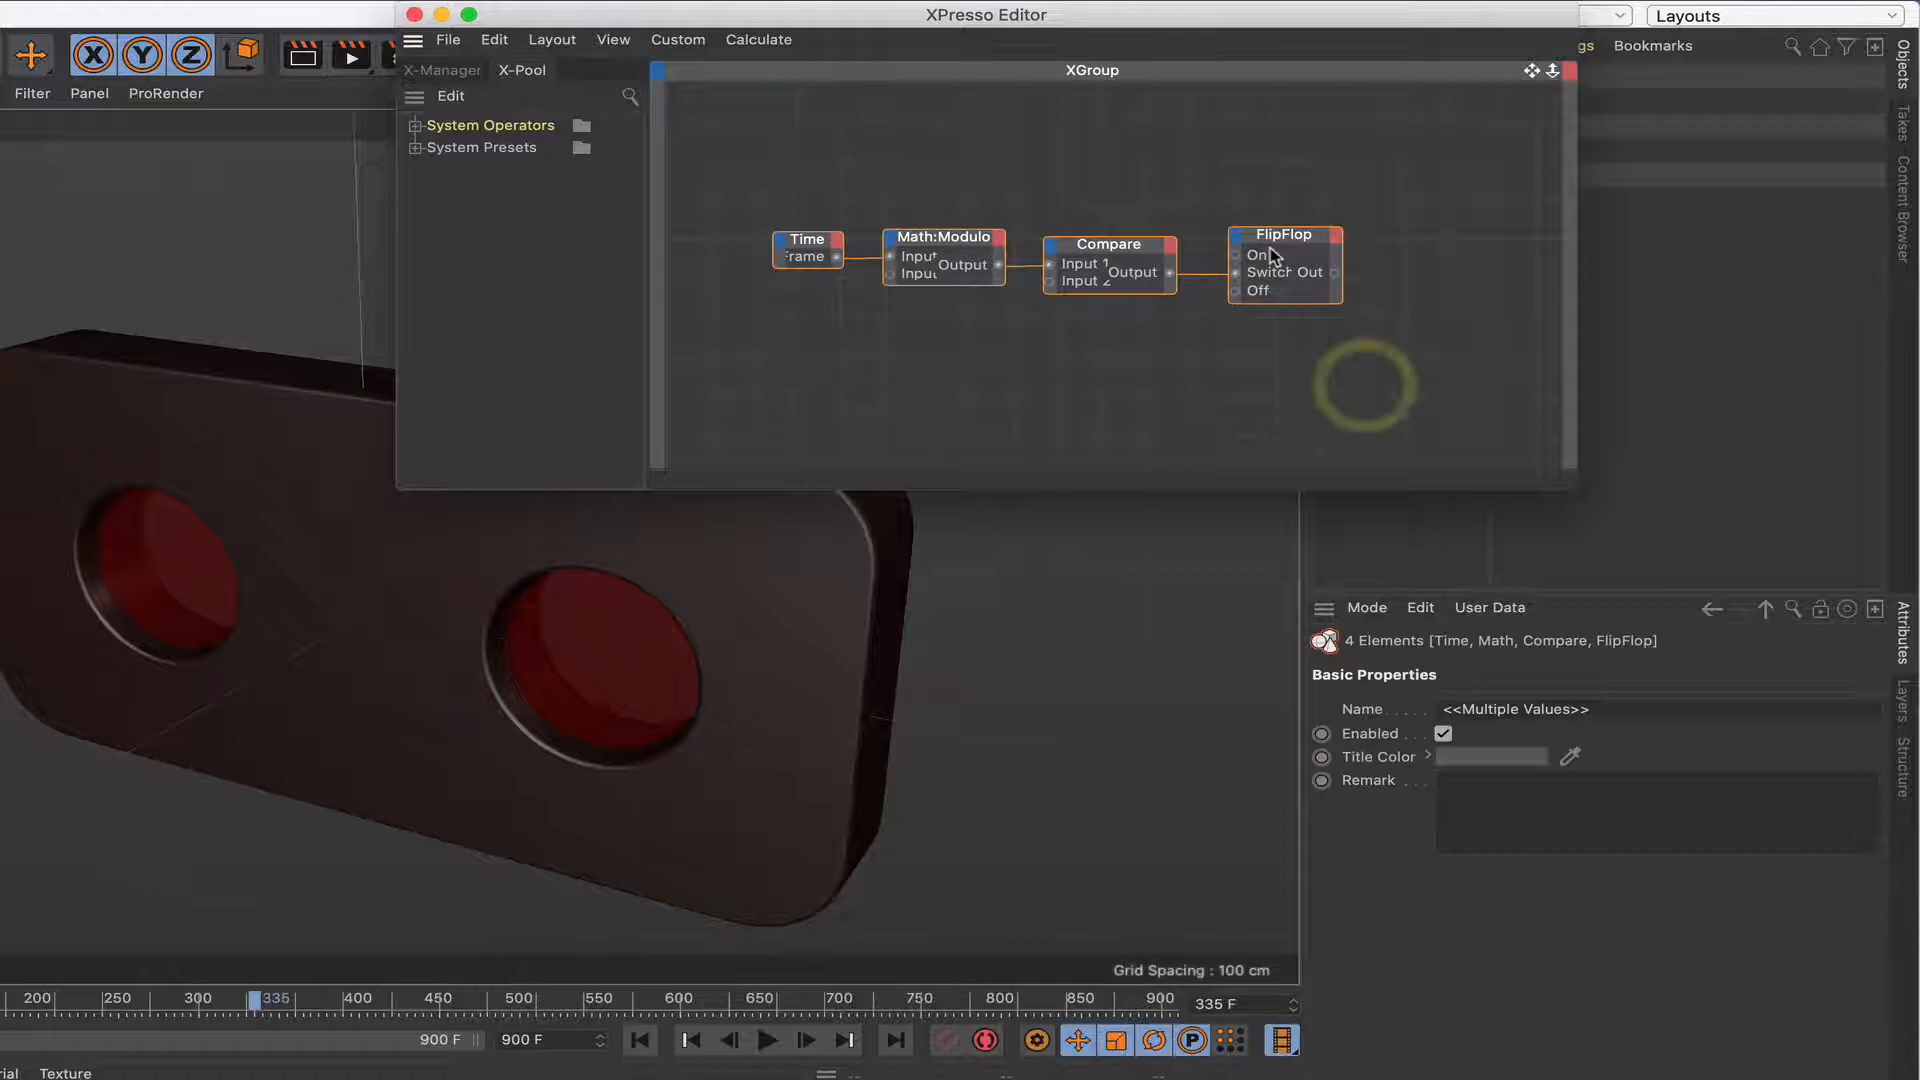 XPresso Editor
Layouts
File Edit Layout View Custom Calculate
gs Bookmarks
X-Manager X-Pool
XGroup
X Y Z
Filter Panel ProRender
Edit
System Operators
System Presets
Time
Frame
Math:Modulo
Input
Output
Input
Compare
Input 1
Output
Input 2
FlipFlop
On
Switch Out
Off
Objects
Takes
Content Browser
Mode Edit User Data
4 Elements [Time, Math, Compare, FlipFlop]
Basic Properties
Name . . . . . <<Multiple Values>>
Enabled . . .
Title Color >
Remark . . .
Attributes
Layers
Structure
Grid Spacing : 100 cm
200 250 300 335 400 450 500 550 600 650 700 750 800 850 900 335 F
900 F 900 F
P
ial Texture